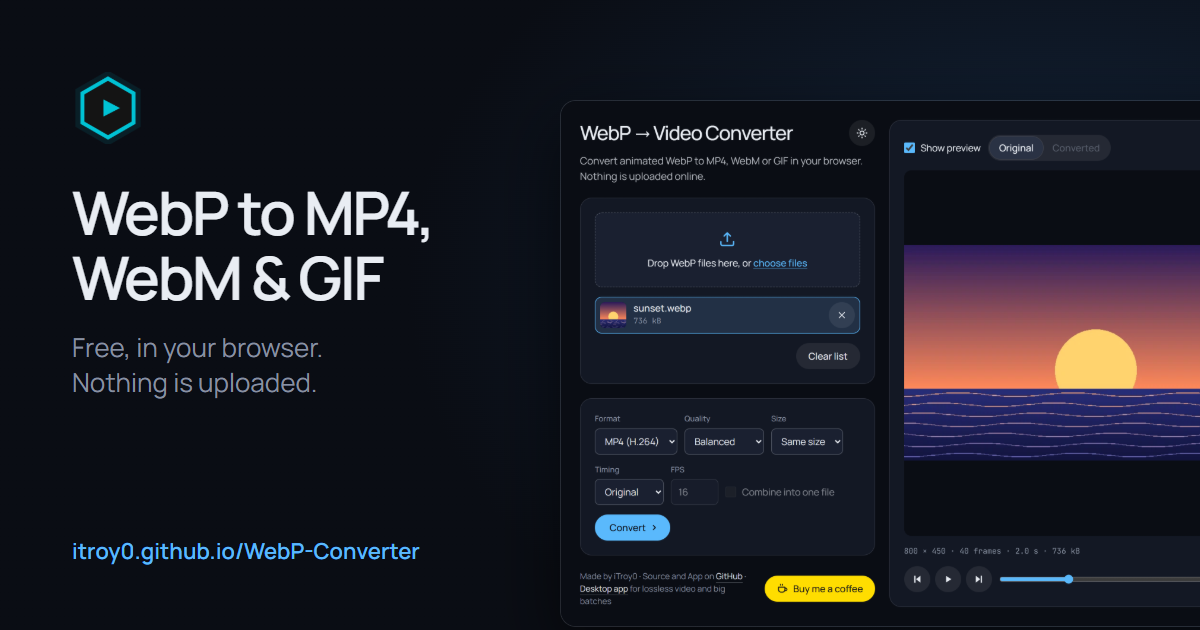 WebP to MP4,
WebM & GIF
Free, in your browser.
Nothing is uploaded.
itroy0.github.io/WebP-Converter
WebP → Video Converter
Convert animated WebP to MP4, WebM or GIF in your browser.
Nothing is uploaded online.
Drop WebP files here, or choose files
sunset.webp
736 kB
Clear list
Format Quality Size
MP4 (H.264) Balanced Same size
Timing FPS
Original 16 Combine into one file
Convert ›
Made by iTroy0 · Source and App on GitHub ·
Desktop app for lossless video and big
batches
Buy me a coffee
Show preview Original Converted
800 × 450 · 40 frames · 2.0 s · 736 kB